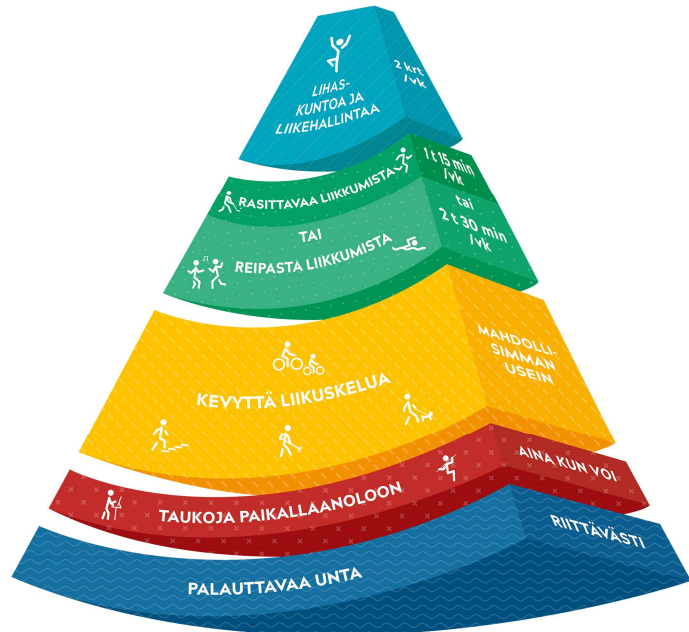 LIHAS-
KUNTOA JA
LIIKEHALLINTAA
2 krt
/vk
RASITTAVAA LIIKKUMISTA
1 t 15 min
/vk
TAI
REIPASTA LIIKKUMISTA
tai
2 t 30 min
/vk
KEVYTTÄ LIIKUSKELUA
MAHDOLLI-
SIMMAN
USEIN
TAUKOJA PAIKALLAANOLOON
AINA KUN VOI
PALAUTTAVAA UNTA
RIITTÄVÄSTI